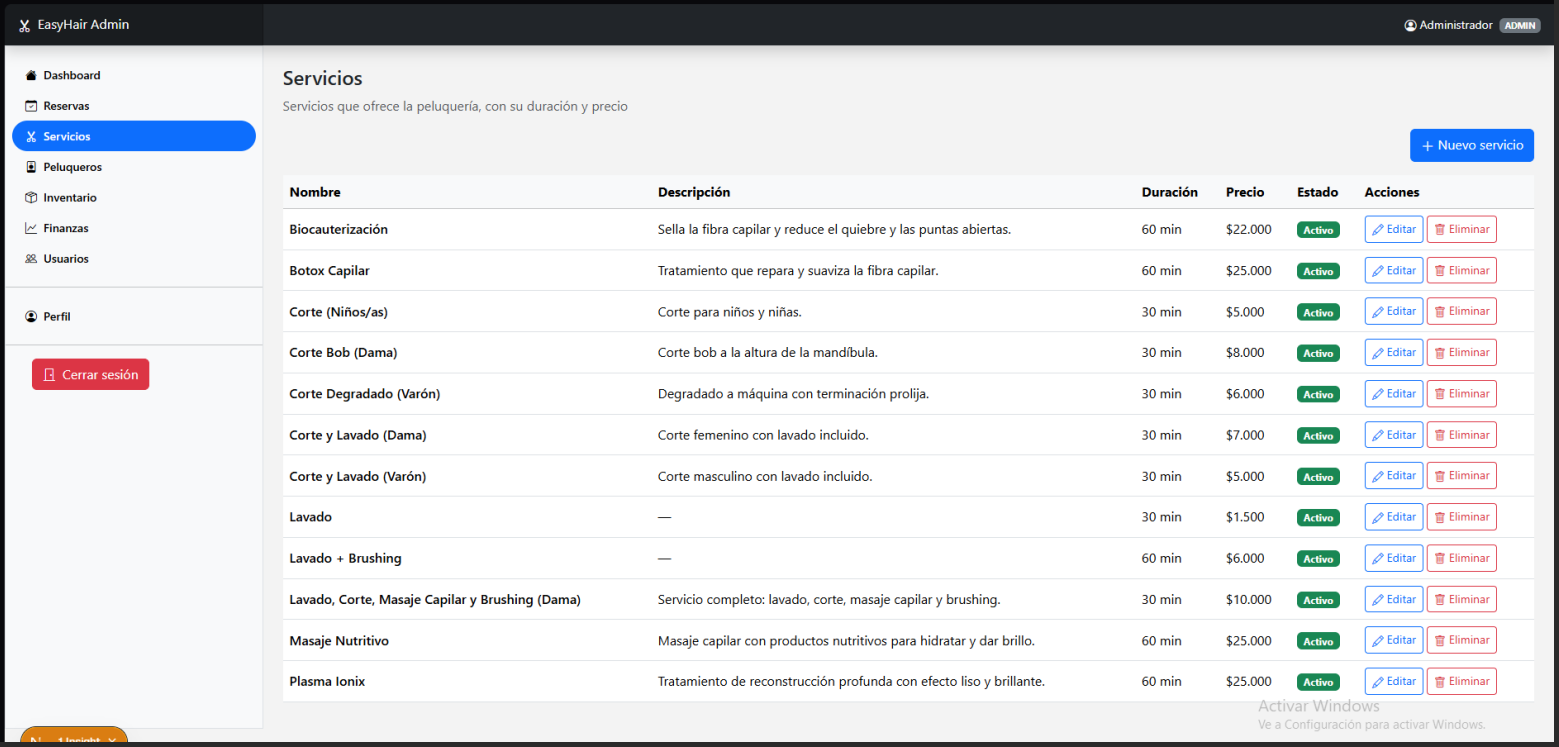 EasyHair Admin
Administrador ADMIN
Dashboard
Reservas
Servicios
Peluqueros
Inventario
Finanzas
Usuarios
Perfil
Cerrar sesión
Servicios
Servicios que ofrece la peluquería, con su duración y precio
+ Nuevo servicio
Nombre Descripción Duración Precio Estado Acciones
Biocauterización Sella la fibra capilar y reduce el quiebre y las puntas abiertas. 60 min $22.000 Activo Editar Eliminar
Botox Capilar Tratamiento que repara y suaviza la fibra capilar. 60 min $25.000 Activo Editar Eliminar
Corte (Niños/as) Corte para niños y niñas. 30 min $5.000 Activo Editar Eliminar
Corte Bob (Dama) Corte bob a la altura de la mandíbula. 30 min $8.000 Activo Editar Eliminar
Corte Degradado (Varón) Degradado a máquina con terminación prolija. 30 min $6.000 Activo Editar Eliminar
Corte y Lavado (Dama) Corte femenino con lavado incluido. 30 min $7.000 Activo Editar Eliminar
Corte y Lavado (Varón) Corte masculino con lavado incluido. 30 min $5.000 Activo Editar Eliminar
Lavado — 30 min $1.500 Activo Editar Eliminar
Lavado + Brushing — 60 min $6.000 Activo Editar Eliminar
Lavado, Corte, Masaje Capilar y Brushing (Dama) Servicio completo: lavado, corte, masaje capilar y brushing. 30 min $10.000 Activo Editar Eliminar
Masaje Nutritivo Masaje capilar con productos nutritivos para hidratar y dar brillo. 60 min $25.000 Activo Editar Eliminar
Plasma Ionix Tratamiento de reconstrucción profunda con efecto liso y brillante. 60 min $25.000 Activo Editar Eliminar
Activar Windows
Ve a Configuración para activar Windows.
N 1 Insight